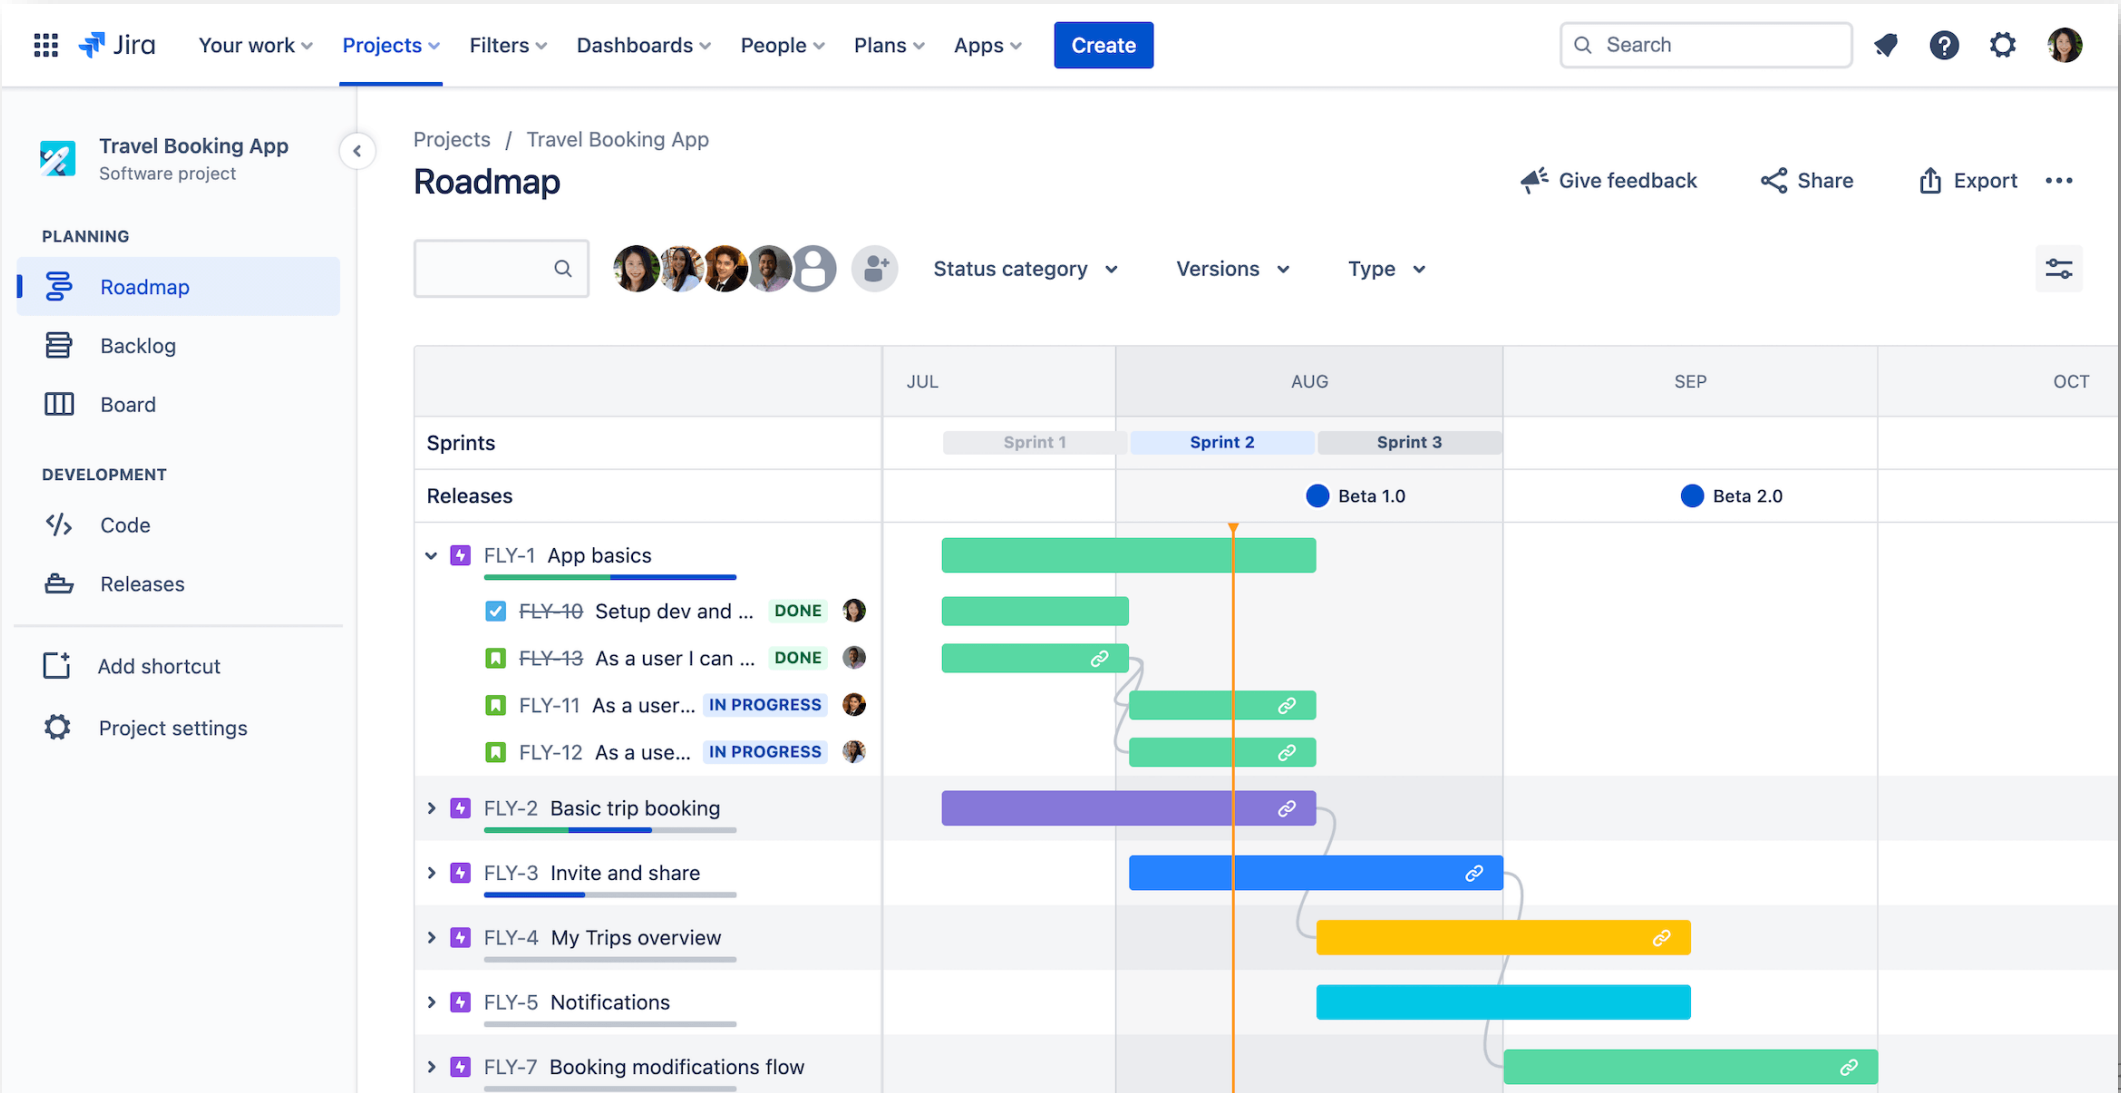 Jira Your work Projects Filters Dashboards People Plans Apps Create Search
Travel Booking App
Software project
PLANNING
Roadmap
Backlog
Board
DEVELOPMENT
Code
Releases
Add shortcut
Project settings
Projects / Travel Booking App
Roadmap
Give feedback Share Export
Status category Versions Type
JUL AUG SEP OCT
Sprints Sprint 1 Sprint 2 Sprint 3
Releases Beta 1.0 Beta 2.0
FLY-1 App basics
FLY-10 Setup dev and ... DONE
FLY-13 As a user I can ... DONE
FLY-11 As a user... IN PROGRESS
FLY-12 As a use... IN PROGRESS
FLY-2 Basic trip booking
FLY-3 Invite and share
FLY-4 My Trips overview
FLY-5 Notifications
FLY-7 Booking modifications flow